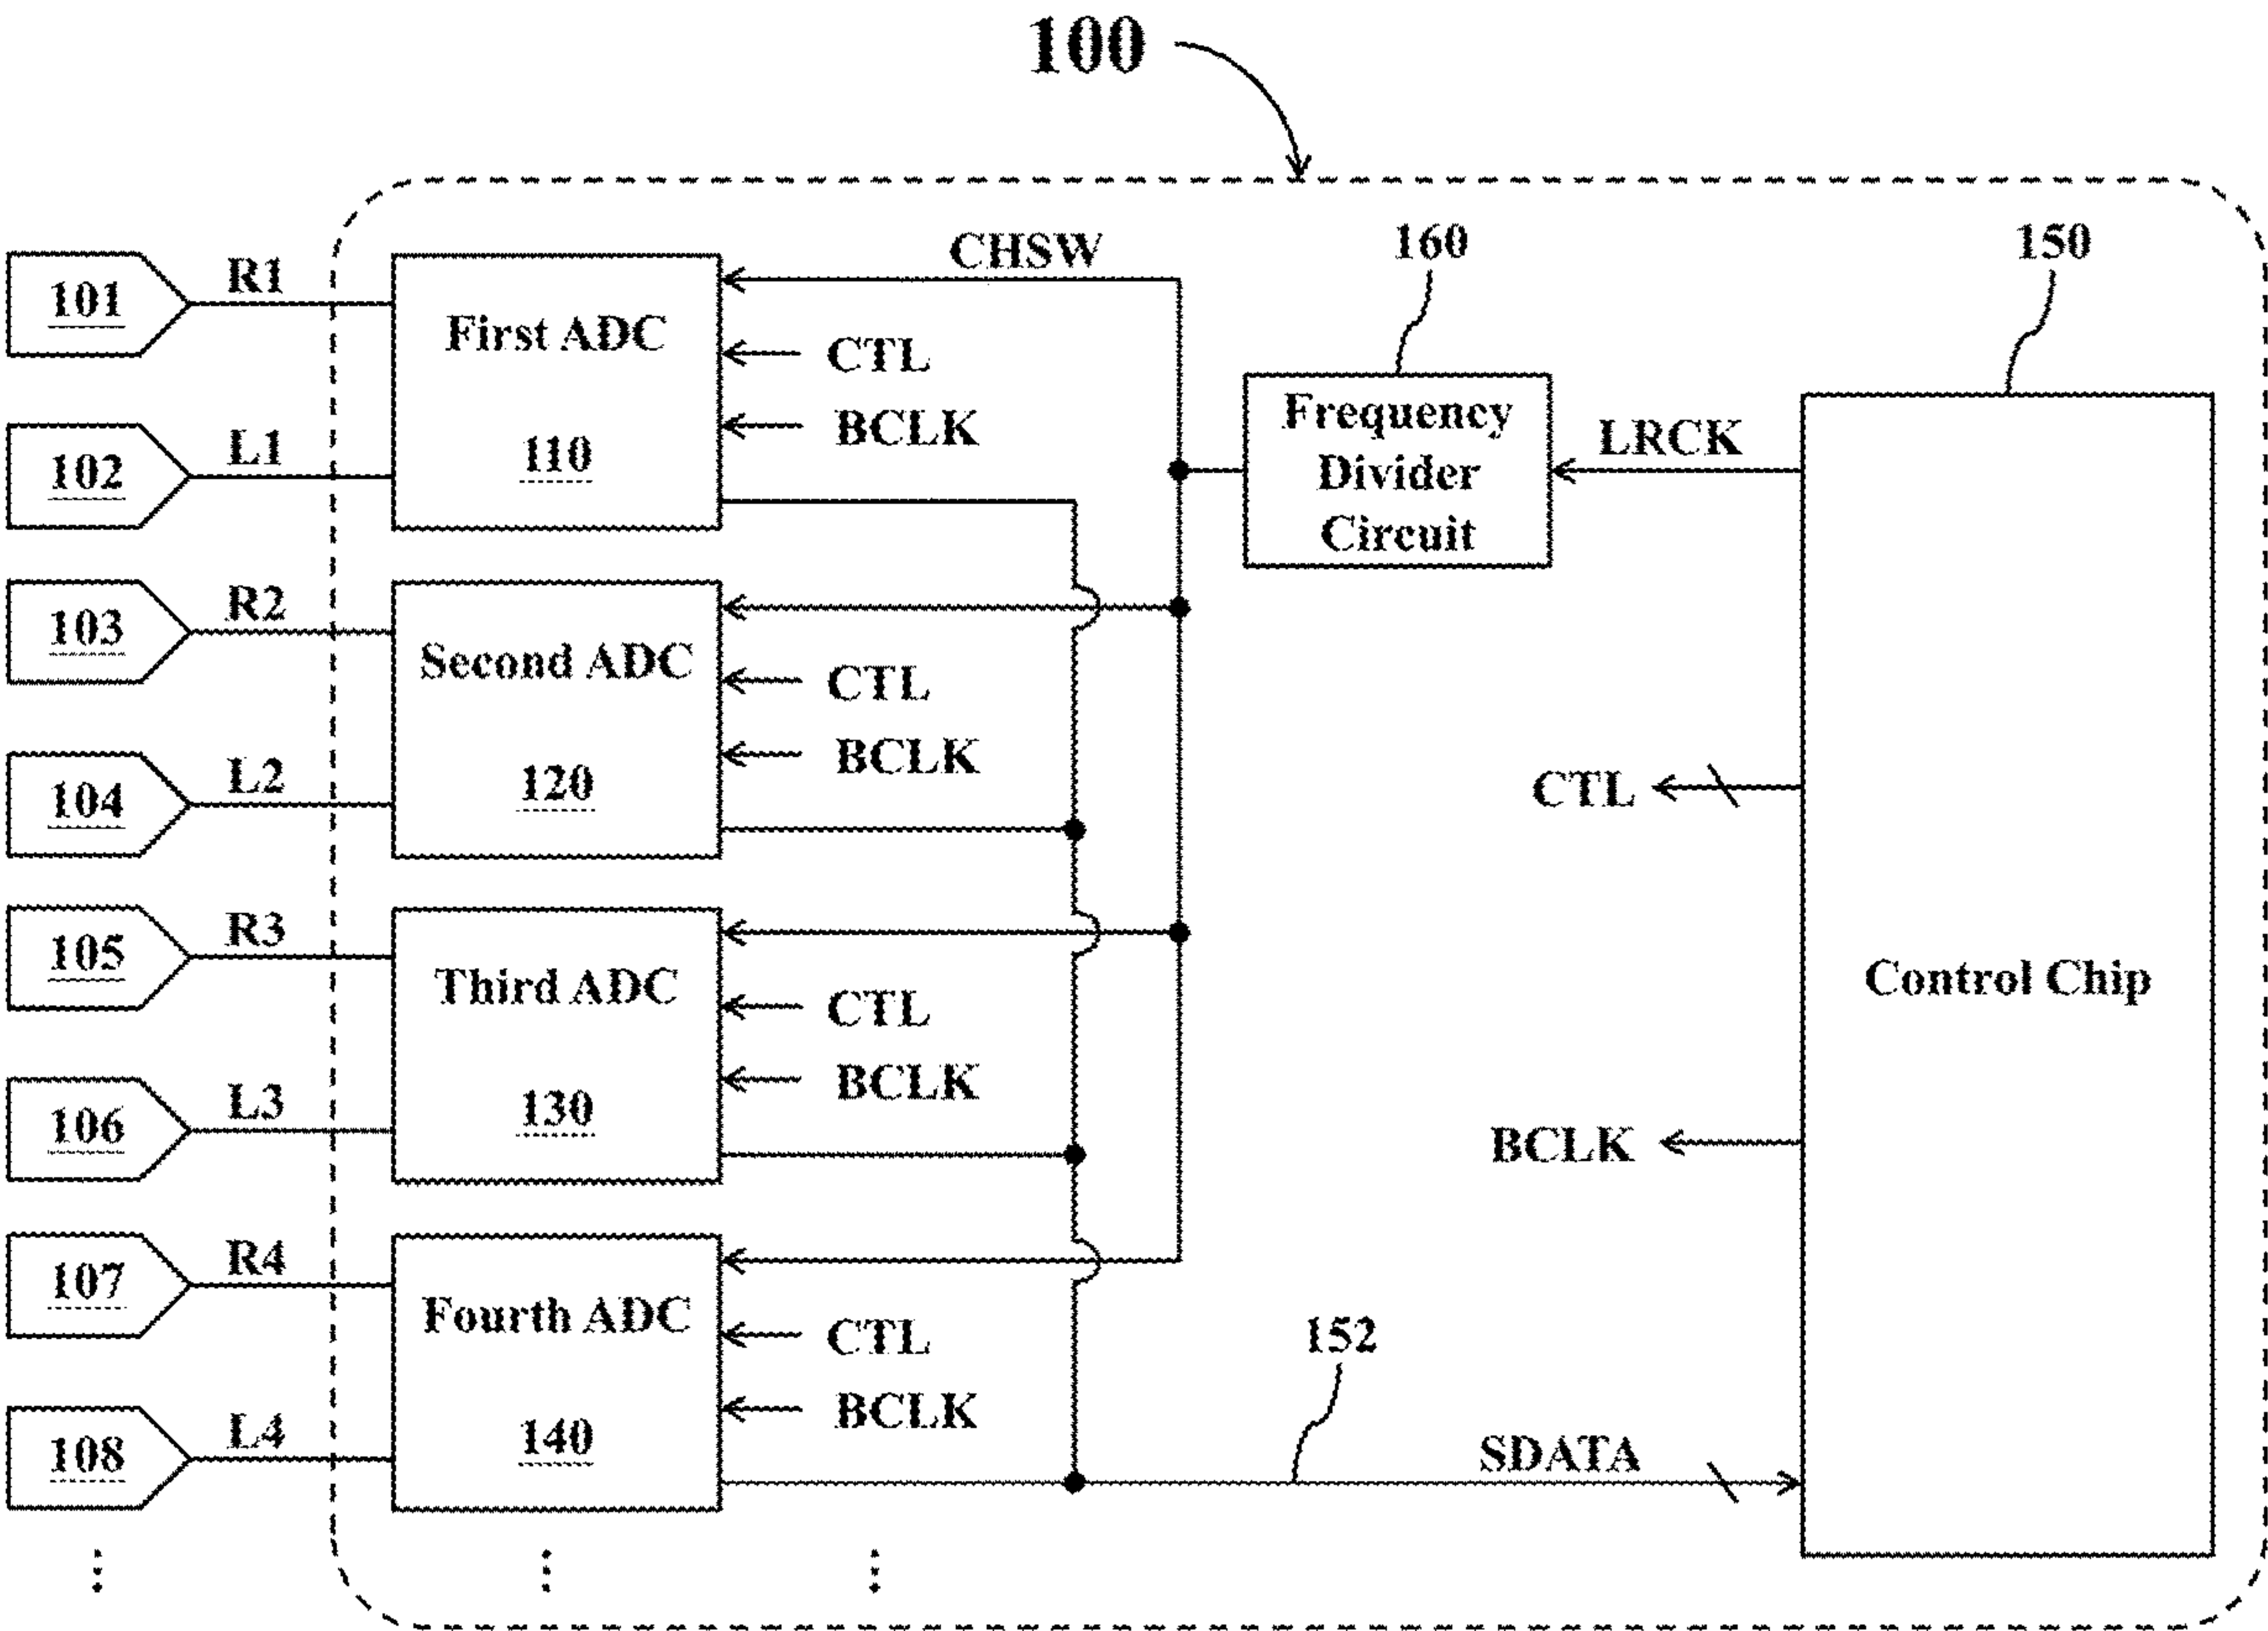 100
CHSW
160
150
101
R1
First ADC
110
CTL
BCLK
102
L1
Frequency
Divider
Circuit
LRCK
103
R2
Second ADC
120
CTL
BCLK
104
L2
CTL
105
R3
Third ADC
130
CTL
BCLK
Control Chip
106
L3
BCLK
107
R4
Fourth ADC
140
CTL
BCLK
152
108
L4
SDATA